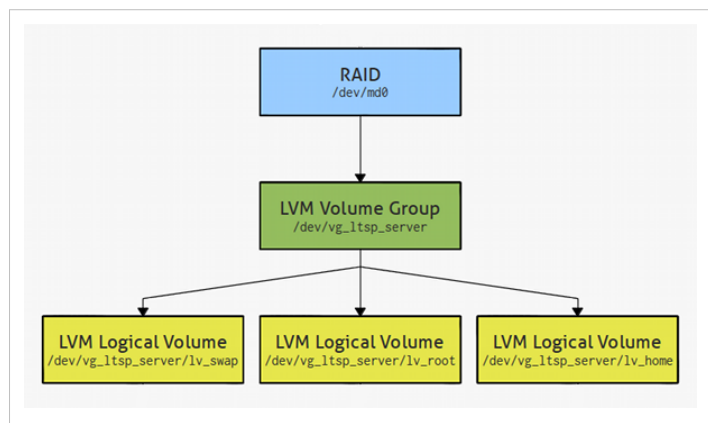 RAID
/dev/md0
LVM Volume Group
/dev/vg_ltsp_server
LVM Logical Volume
/dev/vg_ltsp_server/lv_swap
LVM Logical Volume
/dev/vg_ltsp_server/lv_root
LVM Logical Volume
/dev/vg_ltsp_server/lv_home